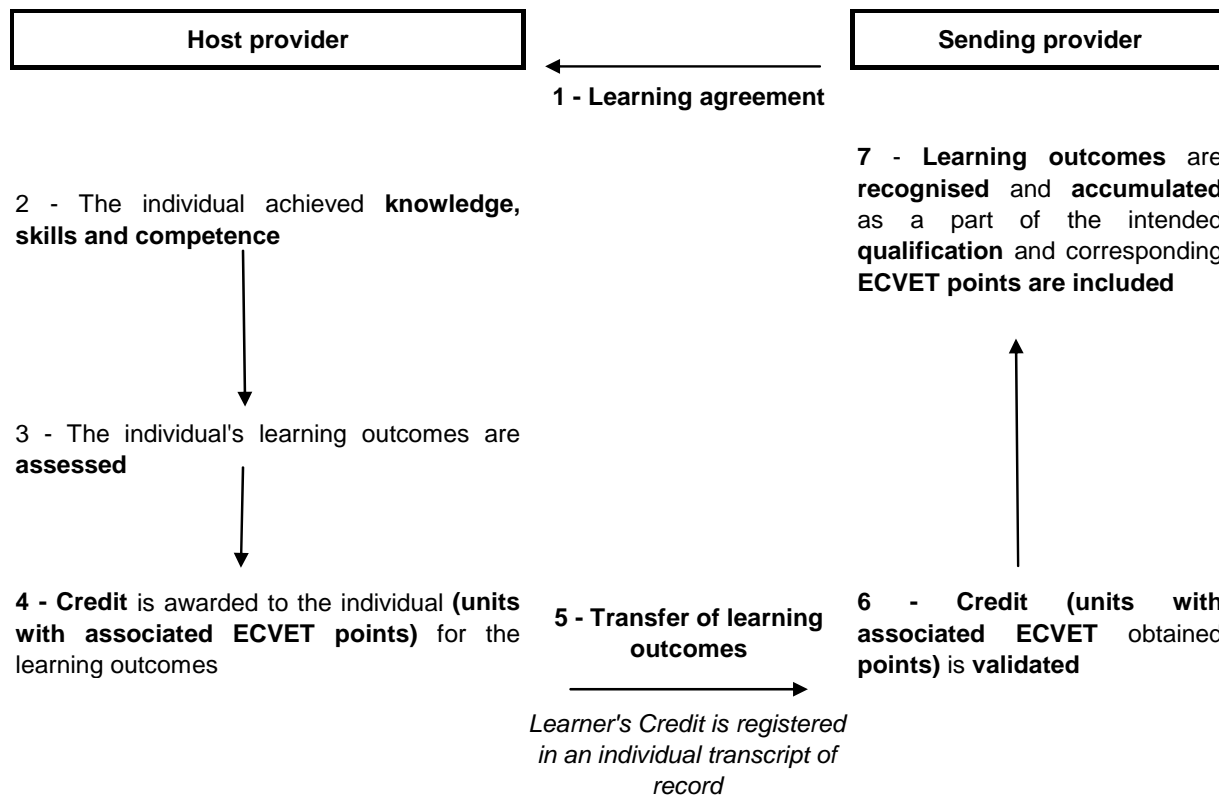 Host provider
Sending provider
1 - Learning agreement
7 - Learning outcomes are
recognised and accumulated
as a part of the intended
qualification and corresponding
ECVET points are included
2 - The individual achieved knowledge,
skills and competence
3 - The individual's learning outcomes are
assessed
4 - Credit is awarded to the individual (units
with associated ECVET points) for the
learning outcomes
5 - Transfer of learning
outcomes
Learner's Credit is registered
in an individual transcript of
record
6 - Credit (units with
associated ECVET obtained
points) is validated